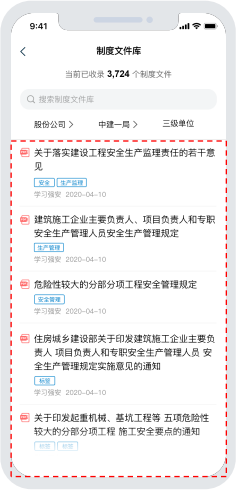 9:41
制度文件库
当前已收录 3,724 个制度文件
搜索制度文件库
股份公司 中建一局 三级单位
关于落实建设工程安全生产监理责任的若干意
见
安全 生产监理
学习强安 2020-04-10
建筑施工企业主要负责人、项目负责人和专职
安全生产管理人员安全生产管理规定
生产管理
学习强安 2020-04-10
危险性较大的分部分项工程安全管理规定
安全管理
学习强安 2020-04-10
住房城乡建设部关于印发建筑施工企业主要负
责人 项目负责人和专职安全生产管理人员 安
全生产管理规定实施意见的通知
标签
学习强安 2020-04-10
关于印发起重机械、基坑工程等 五项危险性
较大的分部分项工程 施工安全要点的通知
标签 标签